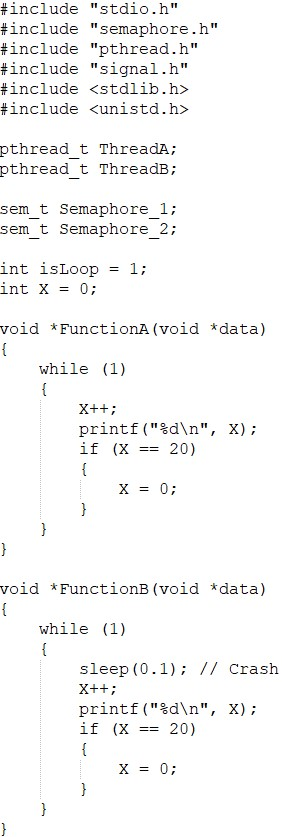 #include "stdio.h"
#include "semaphore.h"
#include "pthread.h"
#include "signal.h"
#include <stdlib.h>
#include <unistd.h>

pthread_t ThreadA;
pthread_t ThreadB;

sem_t Semaphore_1;
sem_t Semaphore_2;

int isLoop = 1;
int X = 0;

void *FunctionA(void *data)
{
    while (1)
    {
        X++;
        printf("%d\n", X);
        if (X == 20)
        {
            X = 0;
        }
    }
}

void *FunctionB(void *data)
{
    while (1)
    {
        sleep(0.1); // Crash
        X++;
        printf("%d\n", X);
        if (X == 20)
        {
            X = 0;
        }
    }
}